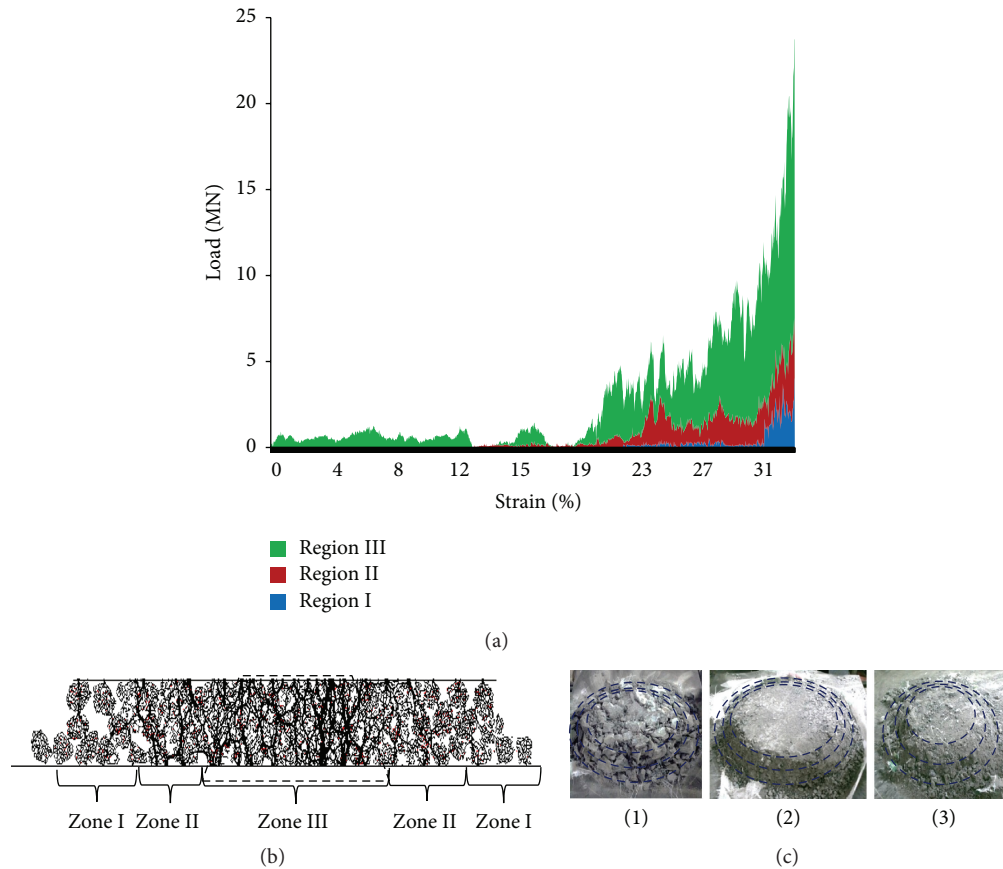 25
20
15
10
5
0
Load (MN)
0 4 8 12 15 19 23 27 31
Strain (%)
Region III
Region II
Region I
(a)
Zone I Zone II Zone III Zone II Zone I
(b)
(1) (2) (3)
(c)